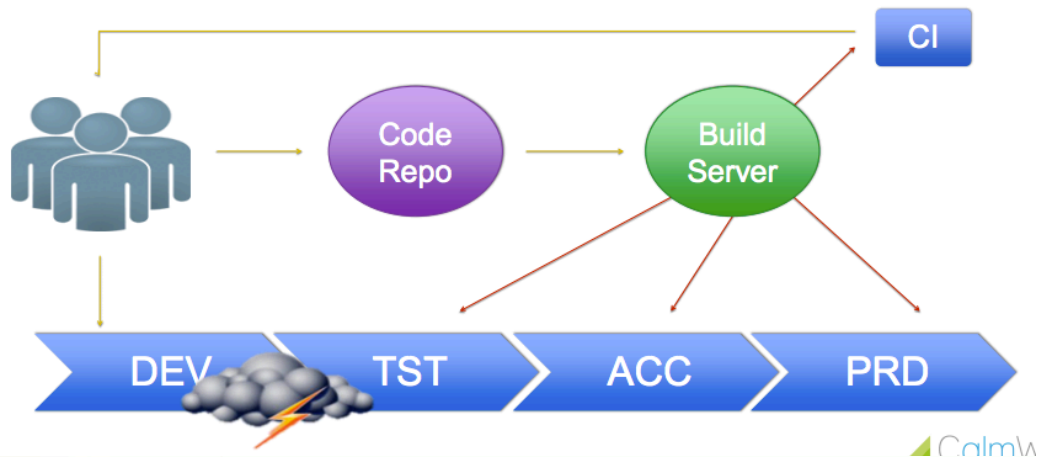 CI
Code
Repo
Build
Server
DEV
TST
ACC
PRD